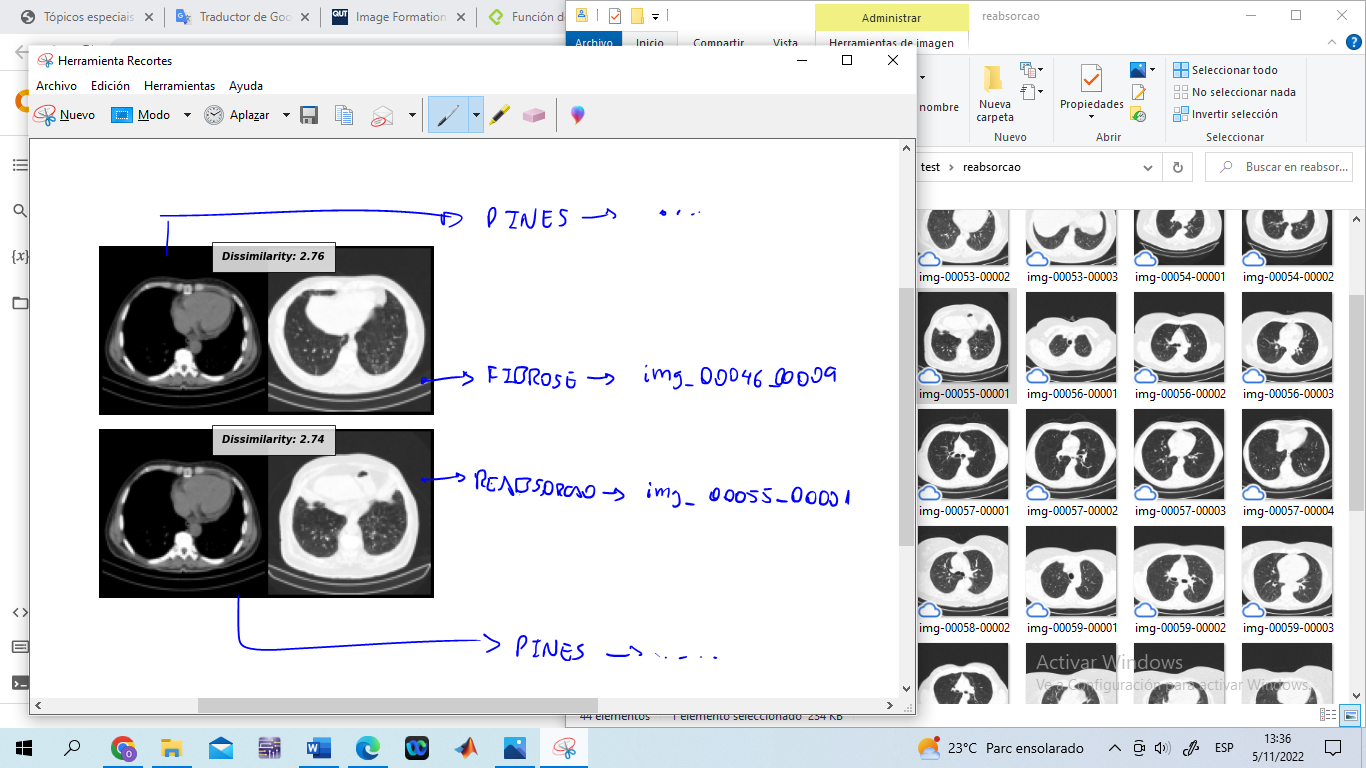 Tópicos especiais
Traductor de Goo
QUT Image Formation
Función d
Administrar
reabsorcao
Archivo Inicio Compartir Vista Herramientas de imagen
Herramienta Recortes
Archivo Edición Herramientas Ayuda
Nuevo Modo Aplazar
nombre
Nueva carpeta
Propiedades
Seleccionar todo
No seleccionar nada
Invertir selección
Nuevo Abrir Seleccionar
test > reabsorcao
Buscar en reabsor...
PINES → ....
Dissimilarity: 2.76
FIBROSE → img_00046_00009
Dissimilarity: 2.74
→ img_00055_00001
PINES → .....
img-00053-00002 img-00053-00003 img-00054-00001 img-00054-00002
img-00055-00001 img-00056-00001 img-00056-00002 img-00056-00003
img-00057-00001 img-00057-00002 img-00057-00003 img-00057-00004
img-00058-00002 img-00059-00001 img-00059-00002 img-00059-00003
Activar Windows
Ve a Configuración para activar Windows.
44 elementos 1 elemento seleccionado 234 KB
23°C Parc ensolarado
ESP
13:36
5/11/2022